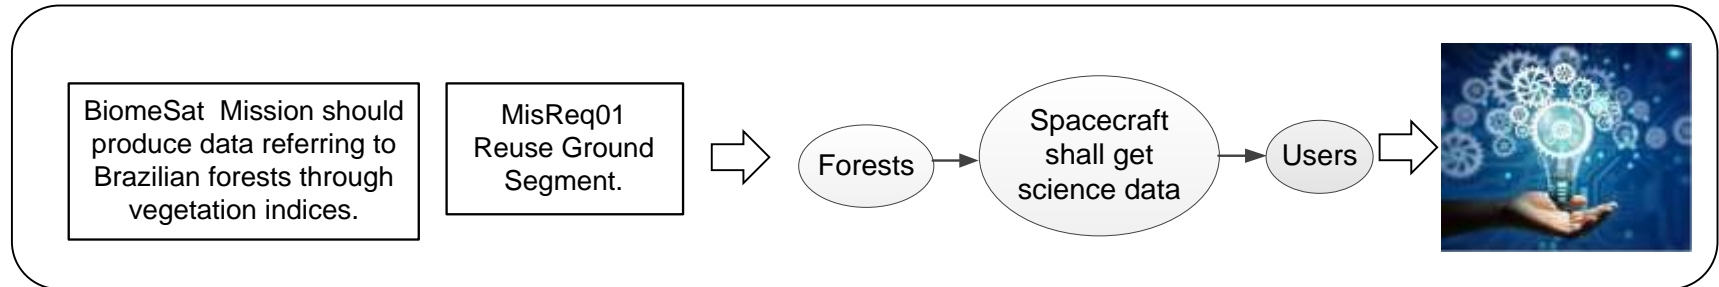 BiomeSat Mission should
produce data referring to
Brazilian forests through
vegetation indices.
MisReq01
Reuse Ground
Segment.
Forests
Spacecraft
shall get
science data
Users